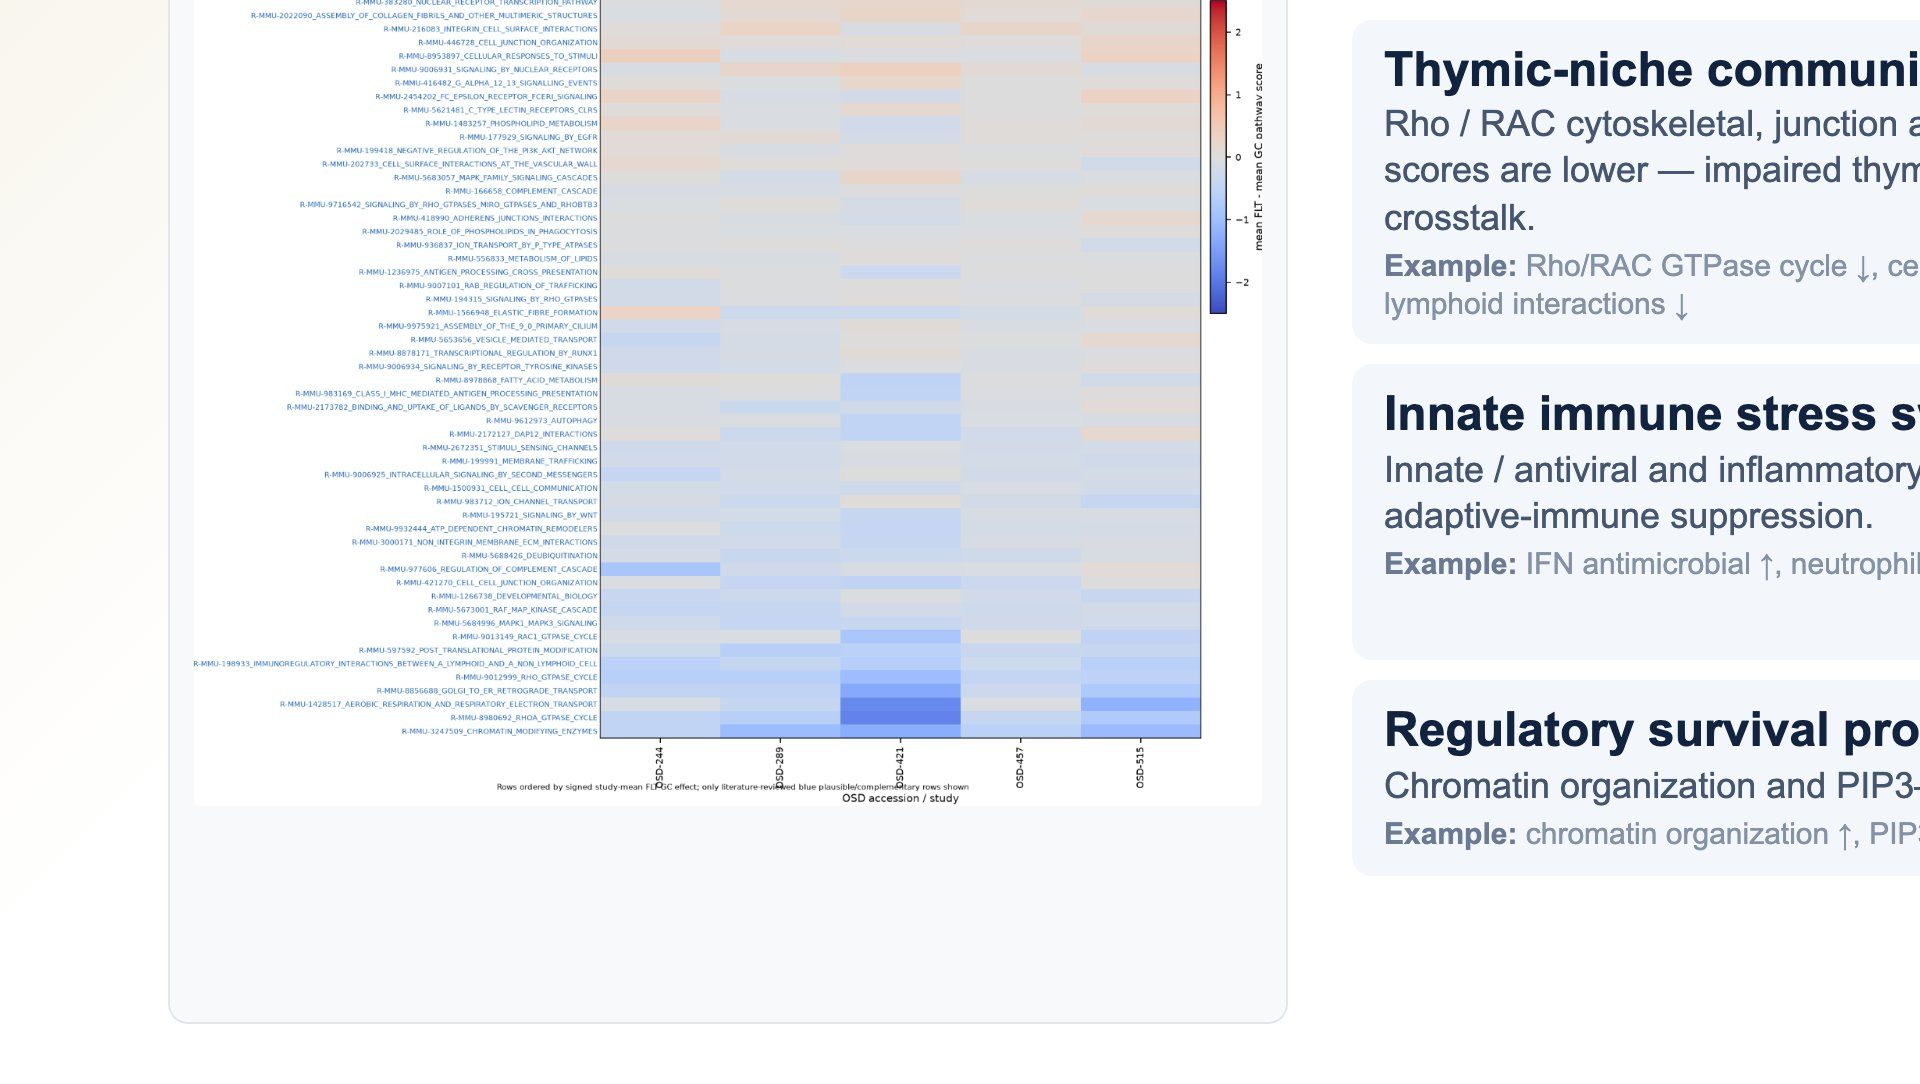 R-MMU-383280_NUCLEAR_RECEPTOR_TRANSCRIPTION_PATHWAY
R-MMU-2022090_ASSEMBLY_OF_COLLAGEN_FIBRILS_AND_OTHER_MULTIMERIC_STRUCTURES
R-MMU-216083_INTEGRIN_CELL_SURFACE_INTERACTIONS
R-MMU-446728_CELL_JUNCTION_ORGANIZATION
R-MMU-8953897_CELLULAR_RESPONSES_TO_STIMULI
R-MMU-9006931_SIGNALING_BY_NUCLEAR_RECEPTORS
R-MMU-416482_G_ALPHA_12_13_SIGNALLING_EVENTS
R-MMU-2454202_FC_EPSILON_RECEPTOR_FCERI_SIGNALING
R-MMU-5621481_C_TYPE_LECTIN_RECEPTORS_CLRS
R-MMU-1483257_PHOSPHOLIPID_METABOLISM
R-MMU-177929_SIGNALING_BY_EGFR
R-MMU-199418_NEGATIVE_REGULATION_OF_THE_PI3K_AKT_NETWORK
R-MMU-202733_CELL_SURFACE_INTERACTIONS_AT_THE_VASCULAR_WALL
R-MMU-5683057_MAPK_FAMILY_SIGNALING_CASCADES
R-MMU-166658_COMPLEMENT_CASCADE
R-MMU-9716542_SIGNALING_BY_RHO_GTPASES_MIRO_GTPASES_AND_RHOBTB3
R-MMU-418990_ADHERENS_JUNCTIONS_INTERACTIONS
R-MMU-2029485_ROLE_OF_PHOSPHOLIPIDS_IN_PHAGOCYTOSIS
R-MMU-936837_ION_TRANSPORT_BY_P_TYPE_ATPASES
R-MMU-556833_METABOLISM_OF_LIPIDS
R-MMU-1236975_ANTIGEN_PROCESSING_CROSS_PRESENTATION
R-MMU-9007101_RAB_REGULATION_OF_TRAFFICKING
R-MMU-194315_SIGNALING_BY_RHO_GTPASES
R-MMU-1566948_ELASTIC_FIBRE_FORMATION
R-MMU-9975921_ASSEMBLY_OF_THE_9_0_PRIMARY_CILIUM
R-MMU-5653656_VESICLE_MEDIATED_TRANSPORT
R-MMU-8878171_TRANSCRIPTIONAL_REGULATION_BY_RUNX1
R-MMU-9006934_SIGNALING_BY_RECEPTOR_TYROSINE_KINASES
R-MMU-8978868_FATTY_ACID_METABOLISM
R-MMU-983169_CLASS_I_MHC_MEDIATED_ANTIGEN_PROCESSING_PRESENTATION
R-MMU-2173782_BINDING_AND_UPTAKE_OF_LIGANDS_BY_SCAVENGER_RECEPTORS
R-MMU-9612973_AUTOPHAGY
R-MMU-2172127_DAP12_INTERACTIONS
R-MMU-2672351_STIMULI_SENSING_CHANNELS
R-MMU-199991_MEMBRANE_TRAFFICKING
R-MMU-9006925_INTRACELLULAR_SIGNALING_BY_SECOND_MESSENGERS
R-MMU-1500931_CELL_CELL_COMMUNICATION
R-MMU-983712_ION_CHANNEL_TRANSPORT
R-MMU-195721_SIGNALING_BY_WNT
R-MMU-9932444_ATP_DEPENDENT_CHROMATIN_REMODELERS
R-MMU-3000171_NON_INTEGRIN_MEMBRANE_ECM_INTERACTIONS
R-MMU-5688426_DEUBIQUITINATION
R-MMU-977606_REGULATION_OF_COMPLEMENT_CASCADE
R-MMU-421270_CELL_CELL_JUNCTION_ORGANIZATION
R-MMU-1266738_DEVELOPMENTAL_BIOLOGY
R-MMU-5673001_RAF_MAP_KINASE_CASCADE
R-MMU-5684996_MAPK1_MAPK3_SIGNALING
R-MMU-9013149_RAC1_GTPASE_CYCLE
R-MMU-597592_POST_TRANSLATIONAL_PROTEIN_MODIFICATION
R-MMU-198933_IMMUNOREGULATORY_INTERACTIONS_BETWEEN_A_LYMPHOID_AND_A_NON_LYMPHOID_CELL
R-MMU-9012999_RHO_GTPASE_CYCLE
R-MMU-8856688_GOLGI_TO_ER_RETROGRADE_TRANSPORT
R-MMU-1428517_AEROBIC_RESPIRATION_AND_RESPIRATORY_ELECTRON_TRANSPORT
R-MMU-8980692_RHOA_GTPASE_CYCLE
R-MMU-3247509_CHROMATIN_MODIFYING_ENZYMES
OSD-244
OSD-289
OSD-421
OSD-457
OSD-515
Rows ordered by signed study-mean FLT-GC effect; only literature-reviewed blue plausible/complementary rows shown
OSD accession / study
2
1
0
−1
−2
mean FLT - mean GC pathway score
Thymic-niche communi
Rho / RAC cytoskeletal, junction a
scores are lower — impaired thym
crosstalk.
Example: Rho/RAC GTPase cycle ↓, ce
lymphoid interactions ↓
Innate immune stress sw
Innate / antiviral and inflammatory
adaptive-immune suppression.
Example: IFN antimicrobial ↑, neutrophil
Regulatory survival pro
Chromatin organization and PIP3-
Example: chromatin organization ↑, PIP3